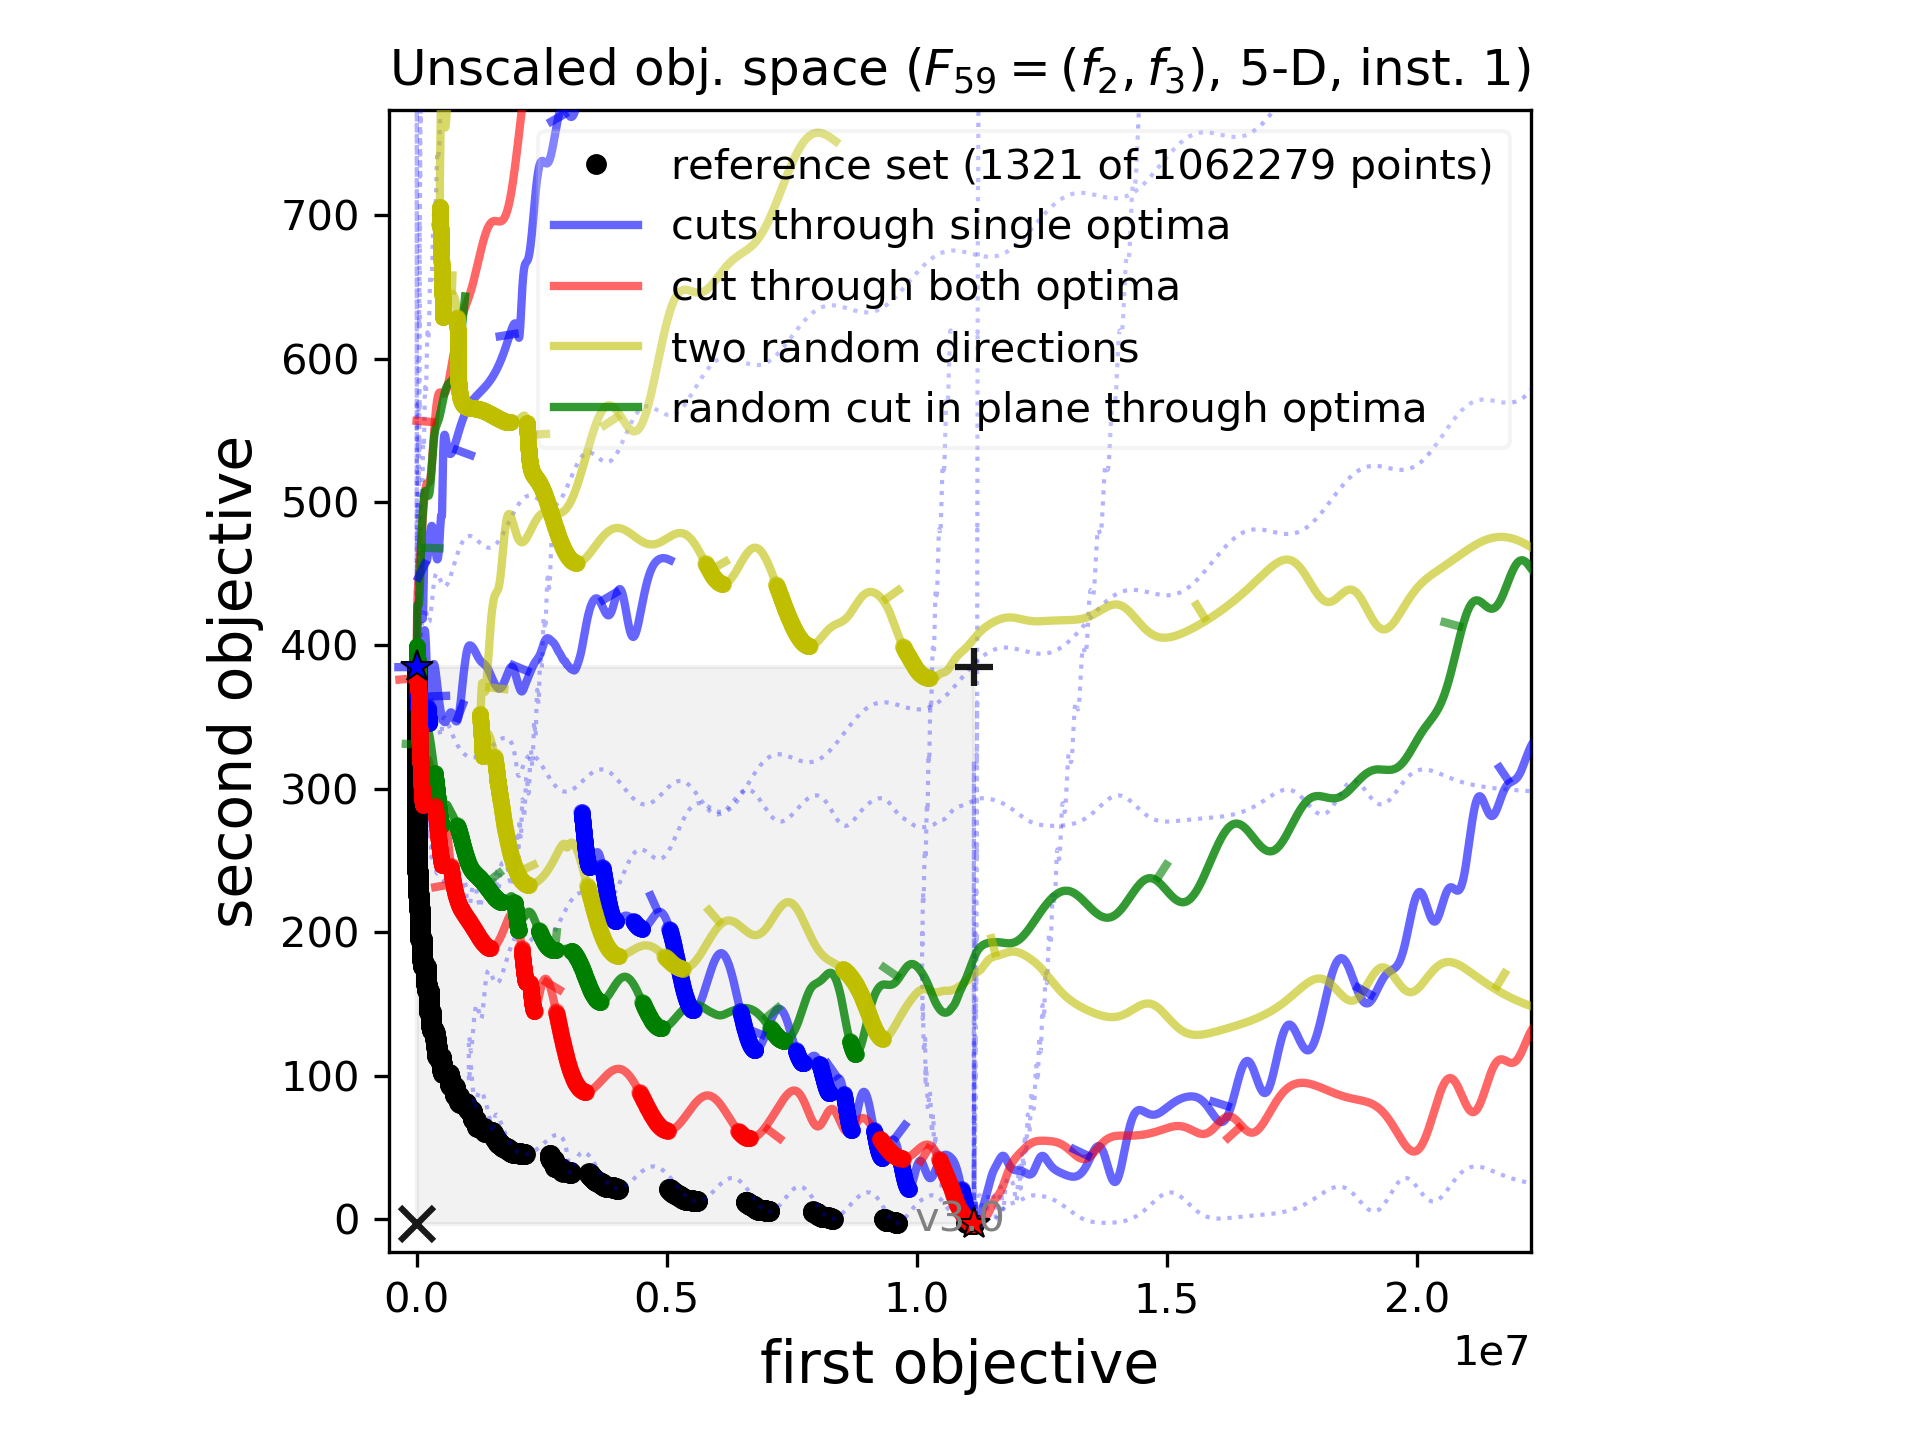 Unscaled obj. space (F₅₉ = (f₂, f₃), 5-D, inst. 1)
reference set (1321 of 1062279 points)
cuts through single optima
cut through both optima
two random directions
random cut in plane through optima
second objective
700
600
500
400
300
200
100
0
v3.0
0.0 0.5 1.0 1.5 2.0
1e7
first objective